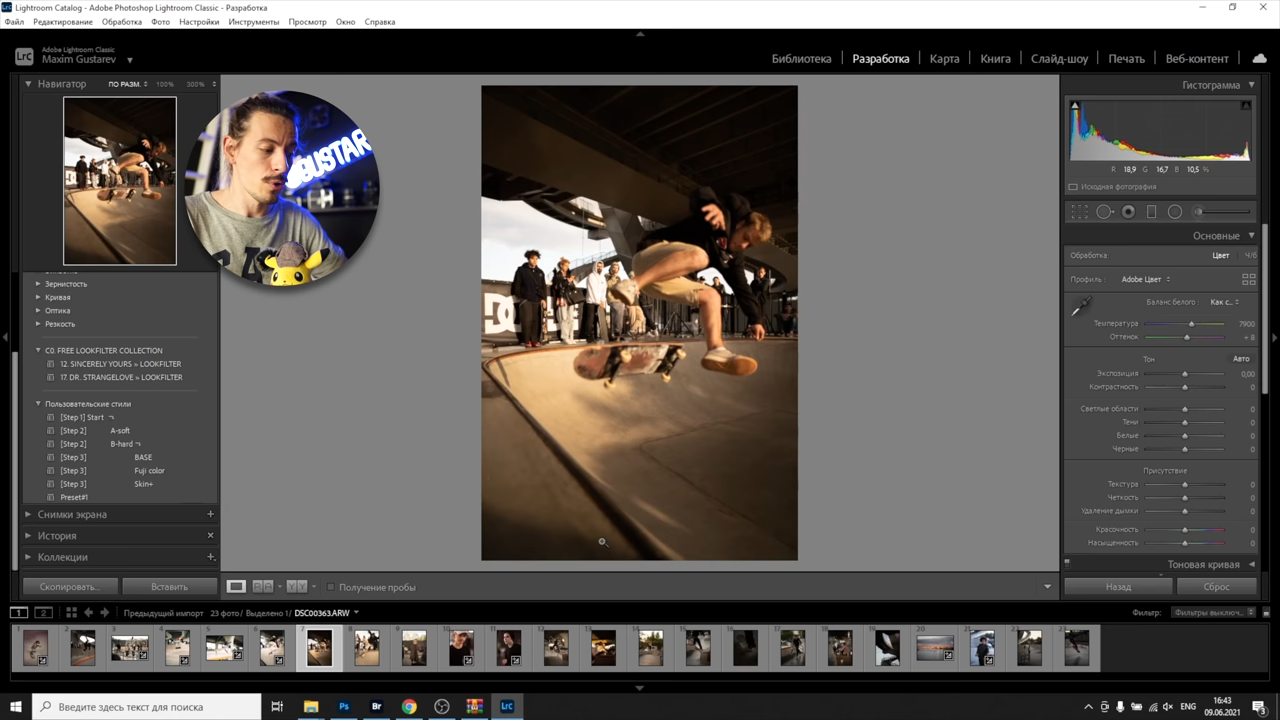 Lightroom Catalog - Adobe Photoshop Lightroom Classic - Разработка
Файл Редактирование Обработка Фото Настройки Инструменты Просмотр Окно Справка
Lrc
Adobe Lightroom Classic
Maxim Gustarev
Библиотека Разработка Карта Книга Слайд-шоу Печать Веб-контент
Навигатор ПО РАЗМ. 100% 300%
GUSTAR
Зернистость
Кривая
Оптика
Резкость
C0. FREE LOOKFILTER COLLECTION
12. SINCERELY YOURS » LOOKFILTER
17. DR. STRANGELOVE » LOOKFILTER
Пользовательские стили
[Step 1] Start ¬
[Step 2] A-soft
[Step 2] B-hard ¬
[Step 3] BASE
[Step 3] Fuji color
[Step 3] Skin+
Preset#1
Снимки экрана +
История
Коллекции +
Скопировать... Вставить
Получение пробы
Гистограмма
R 18,9 G 16,7 B 10,5 %
Исходная фотография
Основные
Обработка: Цвет Ч/б
Профиль: Adobe Цвет
Баланс белого: Как с...
Температура 7900
Оттенок + 8
Тон Авто
Экспозиция 0,00
Контрастность 0
Светлые области 0
Тени 0
Белые 0
Черные 0
Присутствие
Текстура 0
Четкость 0
Удаление дымки 0
Красочность 0
Насыщенность 0
Тоновая кривая
Назад Сброс
1 2 Предыдущий импорт 23 фото/ Выделено 1/ DSC00363.ARW
Фильтр: Фильтры выключ...
Введите здесь текст для поиска
Ps Br Lrc
ENG
16:43
09.06.2021
3